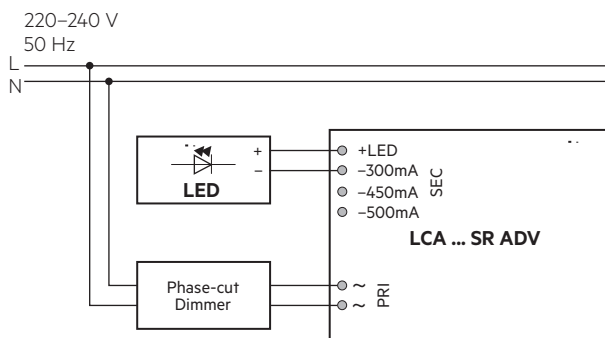 220–240 V
50 Hz
L
N
+
–
LED
+LED
–300mA
–450mA
–500mA
SEC
LCA ... SR ADV
Phase-cut
Dimmer
~
~
PRI